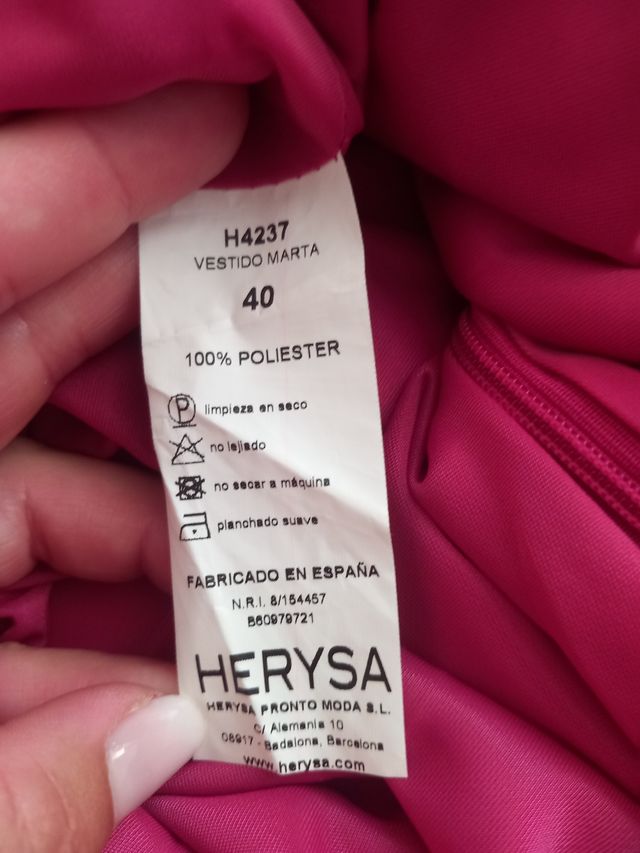 H4237
VESTIDO MARTA
40
100% POLIESTER
P limpieza en seco
no lejiado
no secar a máquina
planchado suave
FABRICADO EN ESPAÑA
N.R.I. 8/154457
B60979721
HERYSA
HERYSA PRONTO MODA S.L.
C/ Alemania 10
08917 - Badalona, Barcelona
www.herysa.com